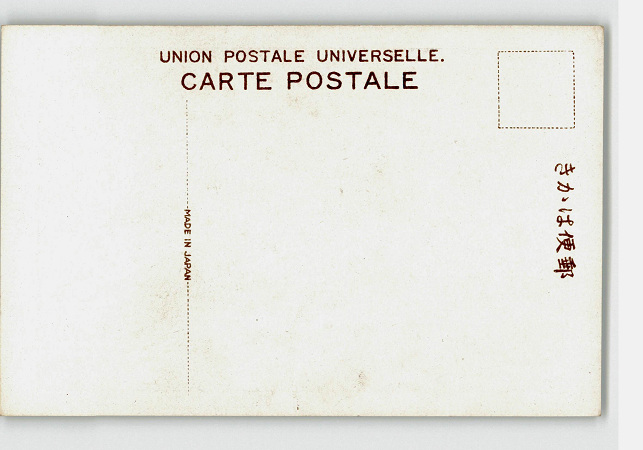 UNION POSTALE UNIVERSELLE.
CARTE POSTALE
MADE IN JAPAN
郵便はがき